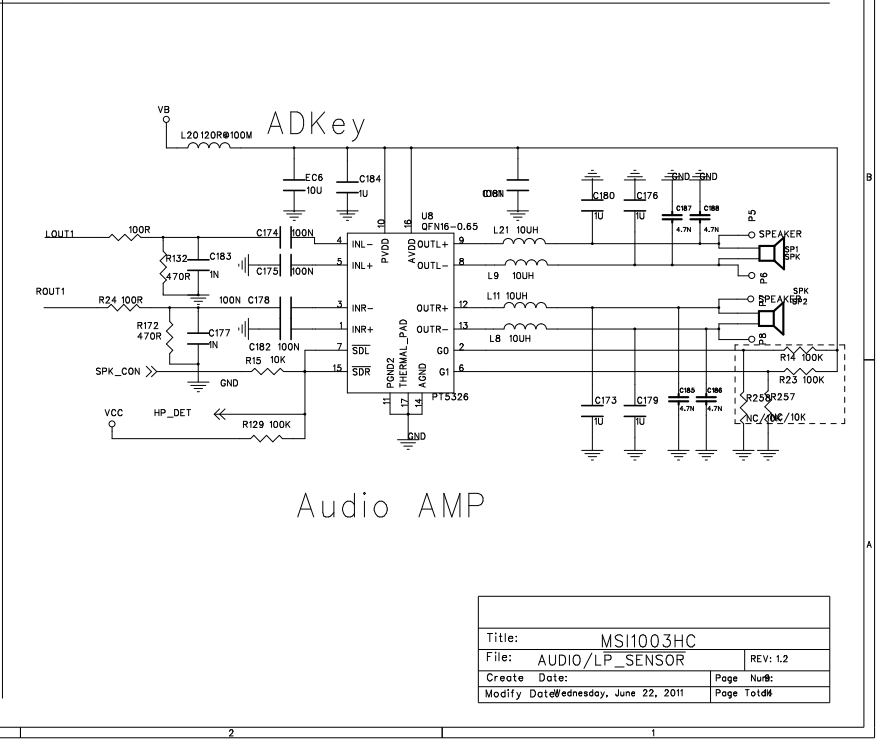 VB
L20 120R@100M
ADKey
EC6
10U
C184
1U
U8
QFN16-0.65
C180
1U
C176
1U
GND
GND
C187
4.7N
C188
4.7N
P5
SPEAKER
SP1
SPK
P6
B
LOUT1
100R
C174
100N
R132
470R
C183
1N
C175
100N
4
INL-
5
INL+
10
PVDD
16
AVDD
OUTL+
9
L21 10UH
OUTL-
8
L9 10UH
ROUT1
R24 100R
100N C178
3
INR-
1
INR+
OUTR+
12
L11 10UH
OUTR-
13
L8 10UH
SPK
SPEAKER
SP2
P8
R172
470R
C177
1N
C182 100N
R15 10K
7
SDL
15
SDR
THERMAL_PAD
PGND2
AGND
G0
2
G1
6
R14 100K
R23 100K
SPK_CON
GND
VCC
HP_DET
R129 100K
11
17
14
PT5326
GND
C173
1U
C179
1U
C185
4.7N
C186
4.7N
R258
R257
NC/10K
NC/10K
Audio AMP
A
Title: MSI1003HC
File: AUDIO/LP_SENSOR
REV: 1.2
Create Date:
Page Num:
Modify Date: Wednesday, June 22, 2011
Page Total:
2
1